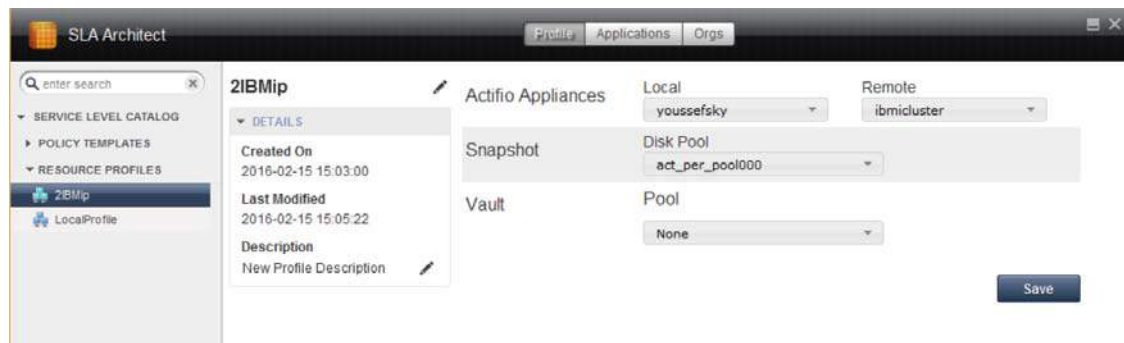 SLA Architect
Profile Applications Orgs
enter search
SERVICE LEVEL CATALOG
POLICY TEMPLATES
RESOURCE PROFILES
2IBMip
LocalProfile
2IBMip
DETAILS
Created On
2016-02-15 15:03:00
Last Modified
2016-02-15 15:05:22
Description
New Profile Description
Actifio Appliances
Local
youssefsky
Remote
ibmicluster
Snapshot
Disk Pool
act_per_pool000
Vault
Pool
None
Save